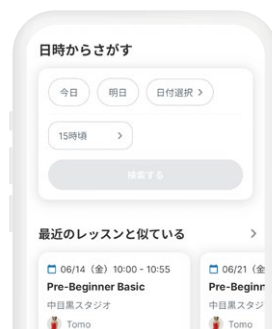 日時からさがす
今日 明日 日付選択 >
15時頃 >
検索する
最近のレッスンと似ている >
06/14（金）10:00 - 10:55 06/21（金
Pre-Beginner Basic Pre-Beginn
中目黒スタジオ 中目黒スタジ
Tomo Tomo